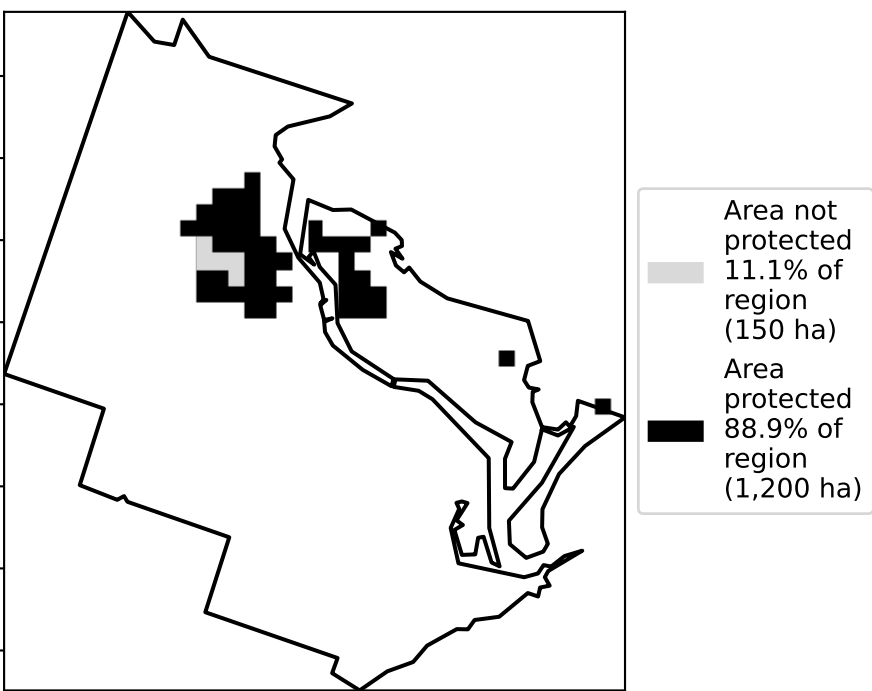 Area not
protected
11.1% of
region
(150 ha)
Area
protected
88.9% of
region
(1,200 ha)